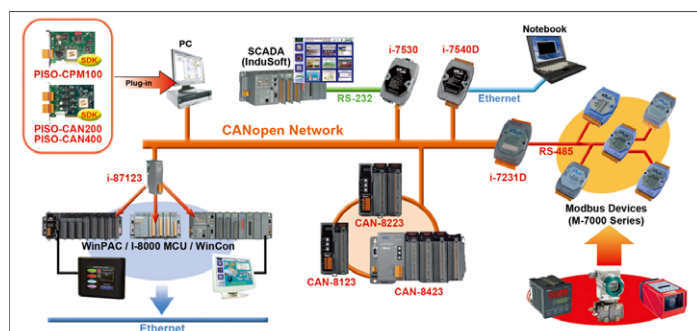 SDK
PISO-CPM100
SDK
PISO-CAN200
PISO-CAN400
Plug-in
PC
SCADA
(InduSoft)
RS-232
i-7530
i-7540D
Ethernet
Notebook
CANopen Network
i-7231D
RS-485
Modbus Devices
(M-7000 Series)
i-87123
WinPAC / I-8000 MCU / WinCon
Ethernet
CAN-8223
CAN-8123
CAN-8423